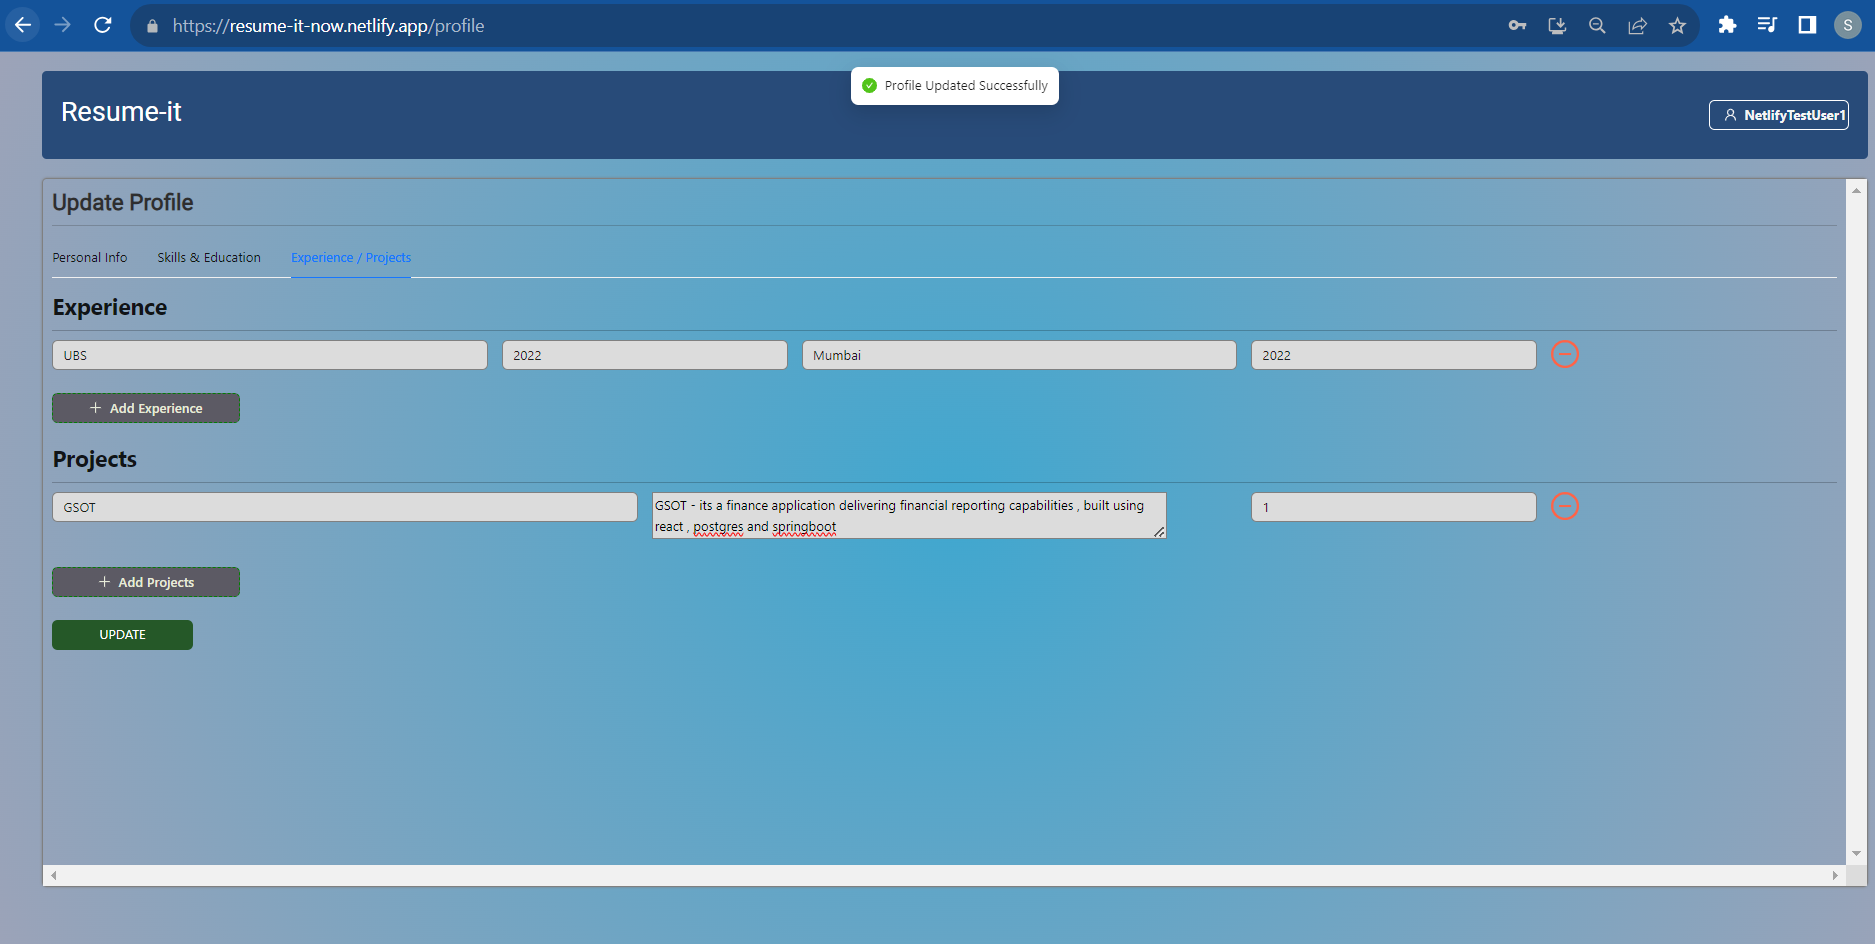 https://resume-it-now.netlify.app/profile
S
Profile Updated Successfully
Resume-it
NetlifyTestUser1
Update Profile
Personal Info Skills & Education Experience / Projects
Experience
UBS 2022 Mumbai 2022
+ Add Experience
Projects
GSOT GSOT - its a finance application delivering financial reporting capabilities , built using 1
react , postgres and springboot
+ Add Projects
UPDATE